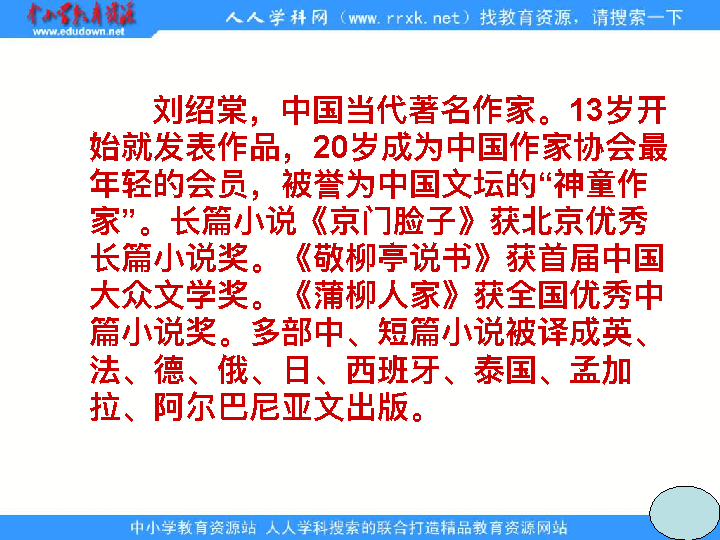 中小学教育资源站
www.edudown.net
人人学科网（www.rrxk.net）找教育资源，请搜索一下
刘绍棠，中国当代著名作家。13岁开
始就发表作品，20岁成为中国作家协会最
年轻的会员，被誉为中国文坛的“神童作
家”。长篇小说《京门脸子》获北京优秀
长篇小说奖。《敬柳亭说书》获首届中国
大众文学奖。《蒲柳人家》获全国优秀中
篇小说奖。多部中、短篇小说被译成英、
法、德、俄、日、西班牙、泰国、孟加
拉、阿尔巴尼亚文出版。
中小学教育资源站 人人学科搜索的联合打造精品教育资源网站